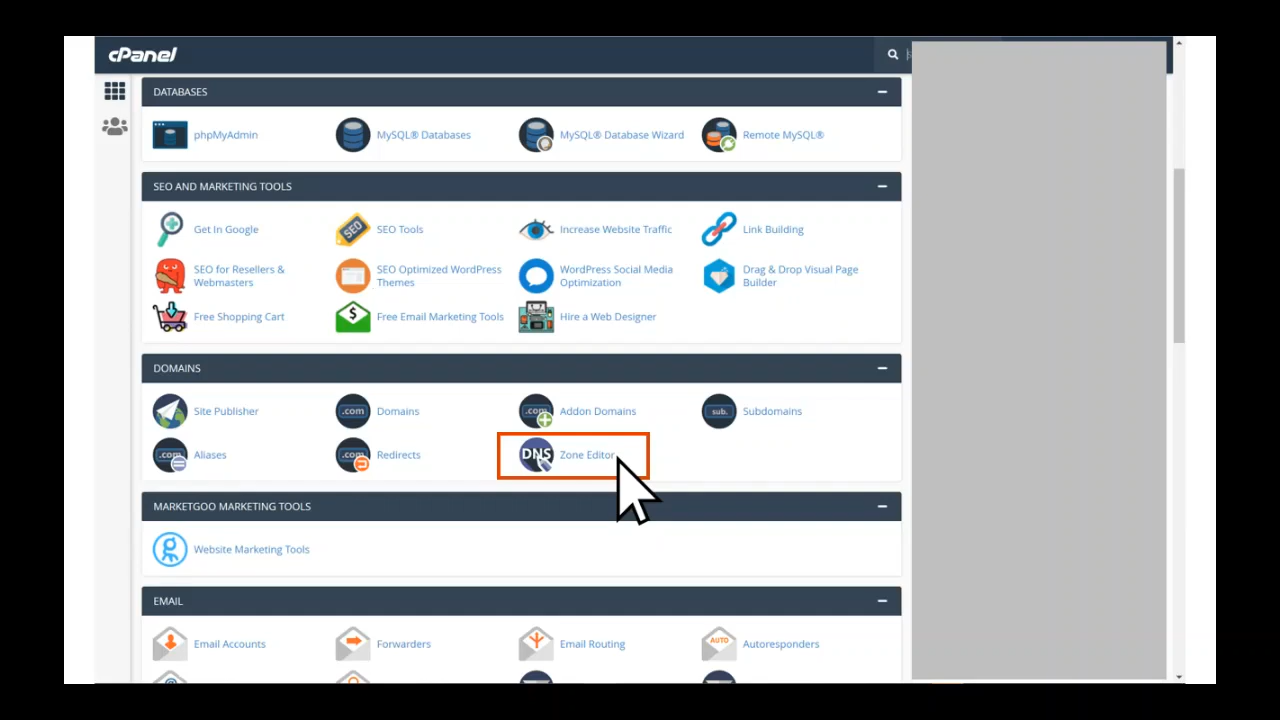 cPanel
DATABASES
phpMyAdmin
MySQL® Databases
MySQL® Database Wizard
Remote MySQL®
SEO AND MARKETING TOOLS
Get In Google
SEO
SEO Tools
Increase Website Traffic
Link Building
SEO for Resellers &
Webmasters
SEO Optimized WordPress
Themes
WordPress Social Media
Optimization
Drag & Drop Visual Page
Builder
Free Shopping Cart
$
Free Email Marketing Tools
Hire a Web Designer
DOMAINS
Site Publisher
.com
Domains
.com
Addon Domains
sub.
Subdomains
.com
Aliases
.com
Redirects
DNS
Zone Editor
MARKETGOO MARKETING TOOLS
Website Marketing Tools
EMAIL
Email Accounts
Forwarders
Email Routing
AUTO
Autoresponders